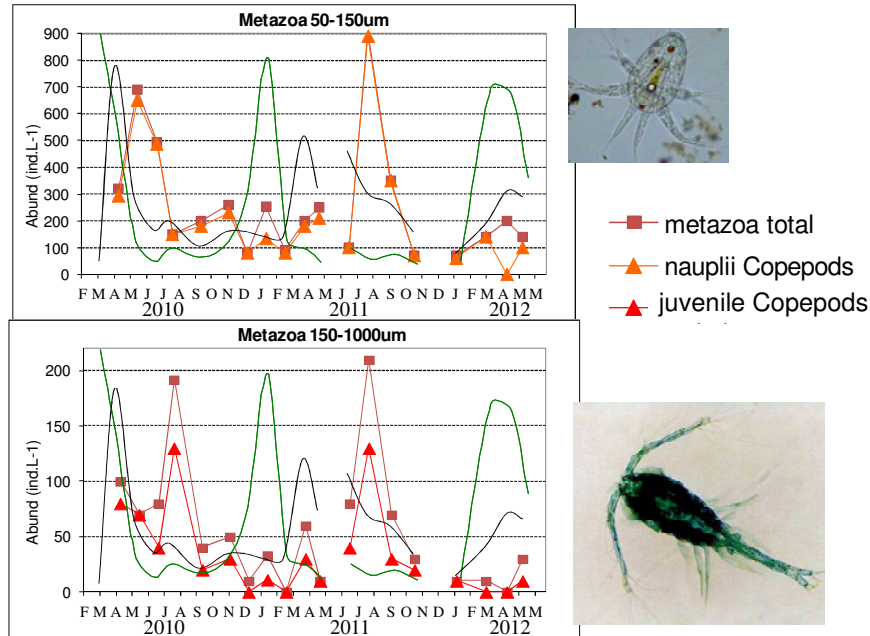 Metazoa 50-150um
900
800
700
600
500
400
300
200
100
0
Abund (ind.L-1)
F M A M J J A S O N D J F M A M J J A S O N D J F M A M M
2010 2011 2012
metazoa total
nauplii Copepods
juvenile Copepods
Metazoa 150-1000um
200
150
100
50
0
Abund (ind.L-1)
F M A M J J A S O N D J F M A M J J A S O N D J F M A M M
2010 2011 2012